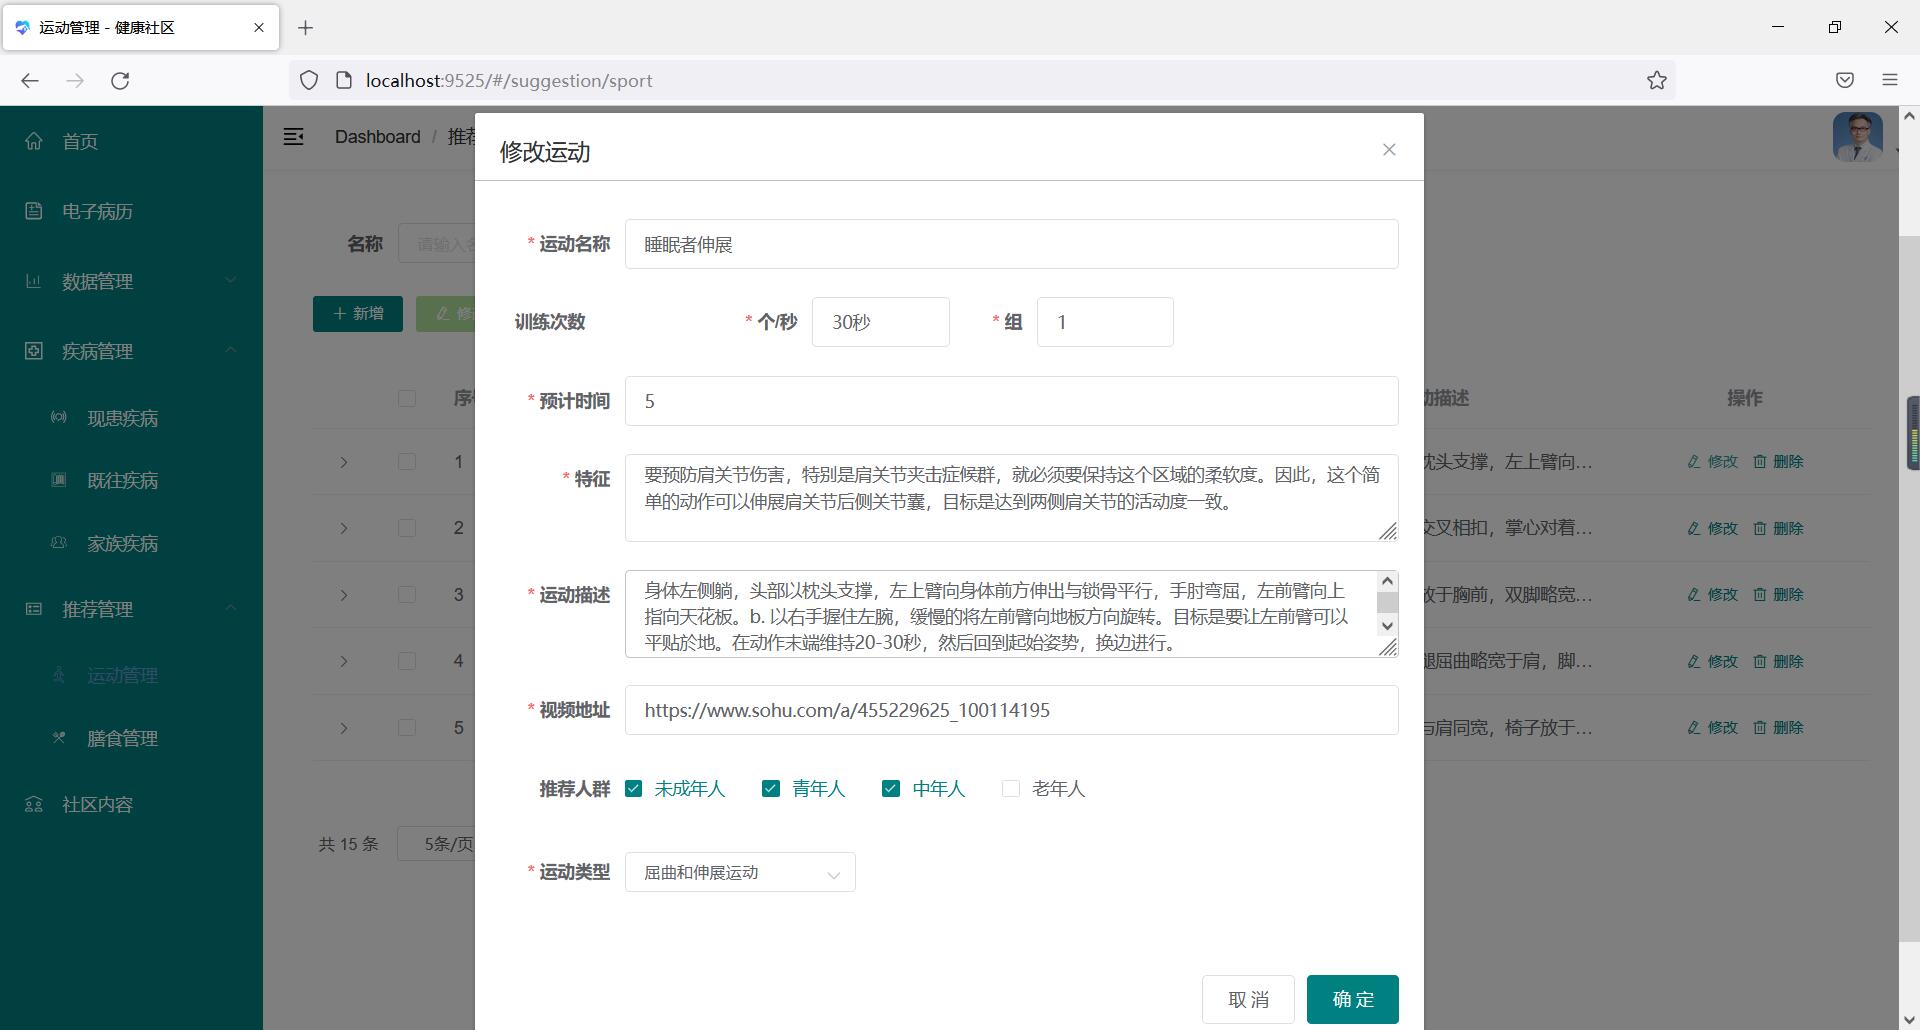 运动管理 - 健康社区
localhost:9525/#/suggestion/sport
首页
电子病历
数据管理
疾病管理
现患疾病
既往疾病
家族疾病
推荐管理
运动管理
膳食管理
社区内容
Dashboard / 推荐
名称 请输入名
新增 修改
序号 动描述 操作
1 枕头支撑，左上臂向... 修改 删除
2 交叉相扣，掌心对着... 修改 删除
3 放于胸前，双脚略宽... 修改 删除
4 腿屈曲略宽于肩，脚... 修改 删除
5 与肩同宽，椅子放于... 修改 删除
共 15 条 5条/页
修改运动
* 运动名称 睡眠者伸展
训练次数 * 个/秒 30秒 * 组 1
* 预计时间 5
* 特征 要预防肩关节伤害，特别是肩关节夹击症候群，就必须要保持这个区域的柔软度。因此，这个简
单的动作可以伸展肩关节后侧关节囊，目标是达到两侧肩关节的活动度一致。
* 运动描述 身体左侧躺，头部以枕头支撑，左上臂向身体前方伸出与锁骨平行，手肘弯屈，左前臂向上
指向天花板。b. 以右手握住左腕，缓慢的将左前臂向地板方向旋转。目标是要让左前臂可以
平贴於地。在动作末端维持20-30秒，然后回到起始姿势，换边进行。
* 视频地址 https://www.sohu.com/a/455229625_100114195
推荐人群 未成年人 青年人 中年人 老年人
* 运动类型 屈曲和伸展运动
取 消 确 定